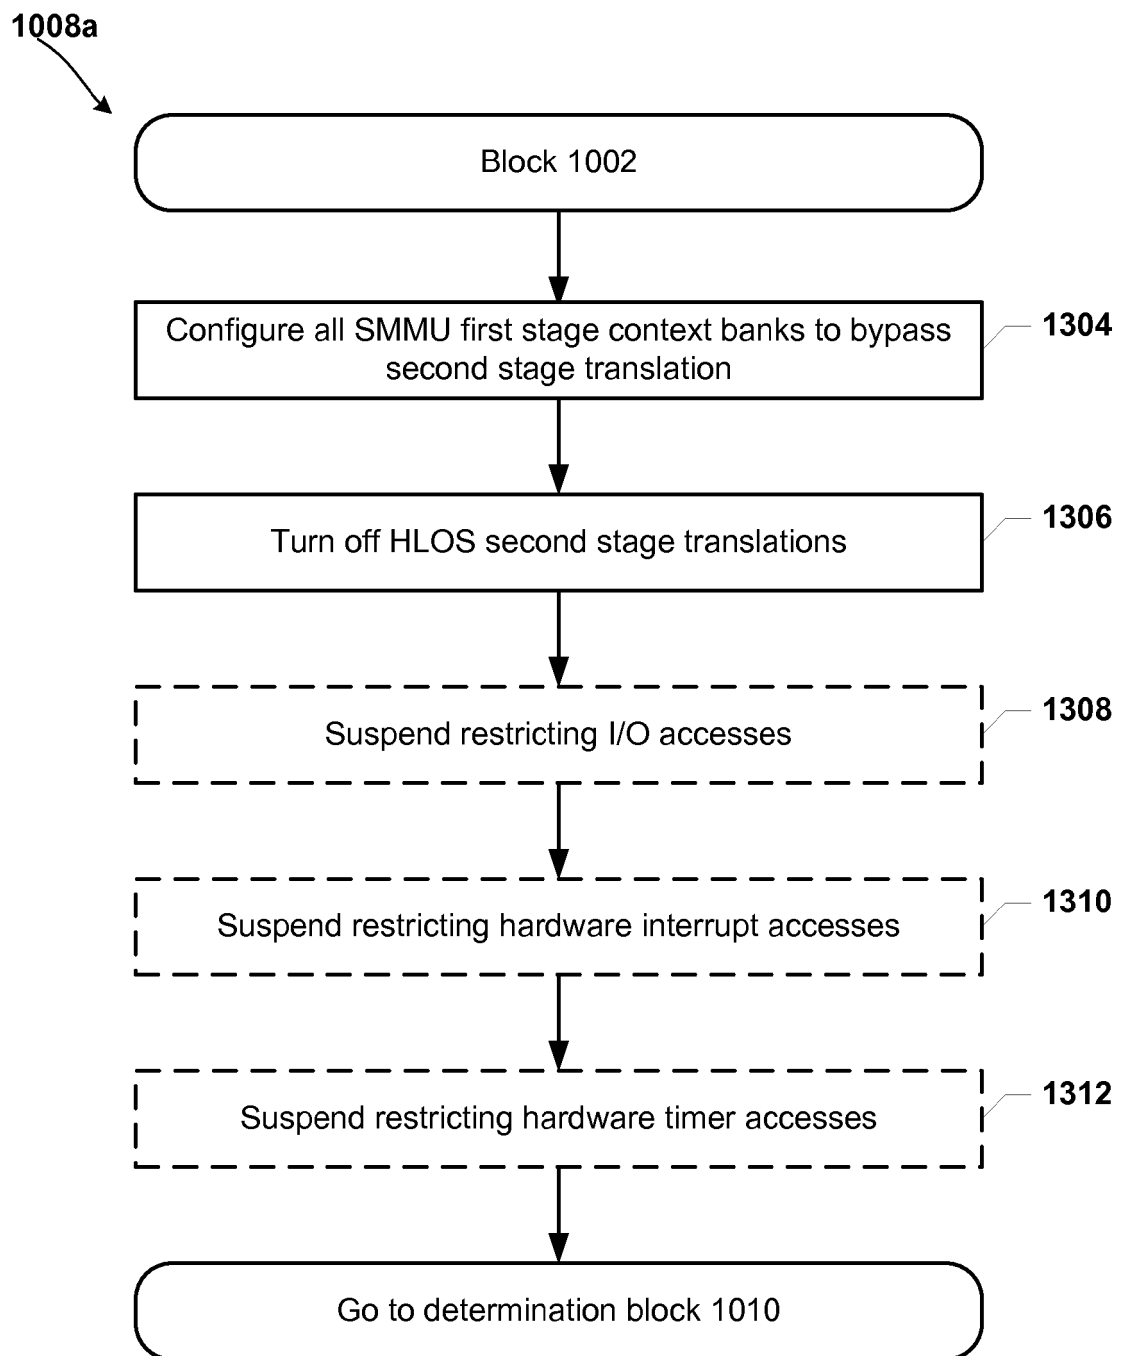 1008a
Block 1002
Configure all SMMU first stage context banks to bypass
second stage translation
1304
Turn off HLOS second stage translations
1306
Suspend restricting I/O accesses
1308
Suspend restricting hardware interrupt accesses
1310
Suspend restricting hardware timer accesses
1312
Go to determination block 1010